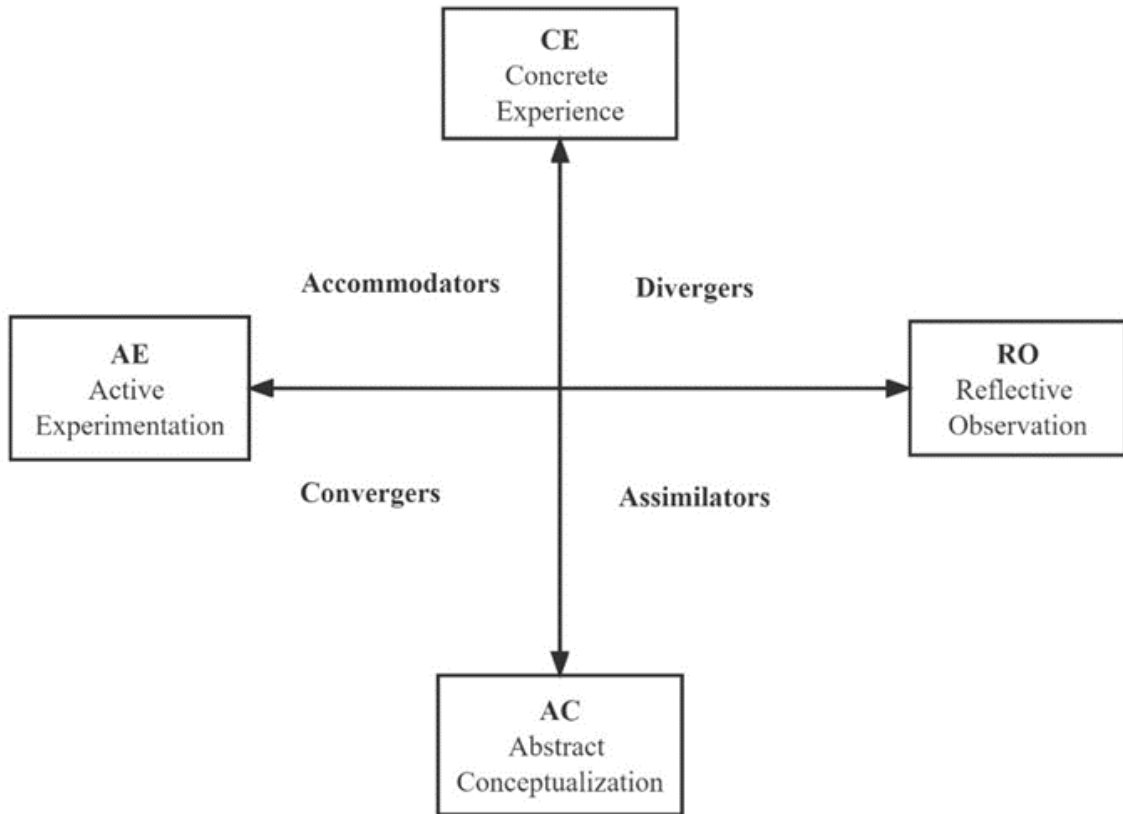 CE
Concrete
Experience
Accommodators
Divergers
AE
Active
Experimentation
RO
Reflective
Observation
Convergers
Assimilators
AC
Abstract
Conceptualization